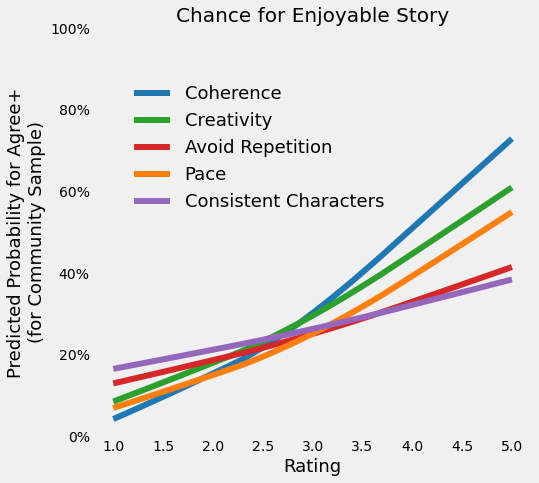 Chance for Enjoyable Story
100%
80%
60%
40%
20%
0%
Predicted Probability for Agree+
(for Community Sample)
Coherence
Creativity
Avoid Repetition
Pace
Consistent Characters
1.0 1.5 2.0 2.5 3.0 3.5 4.0 4.5 5.0
Rating